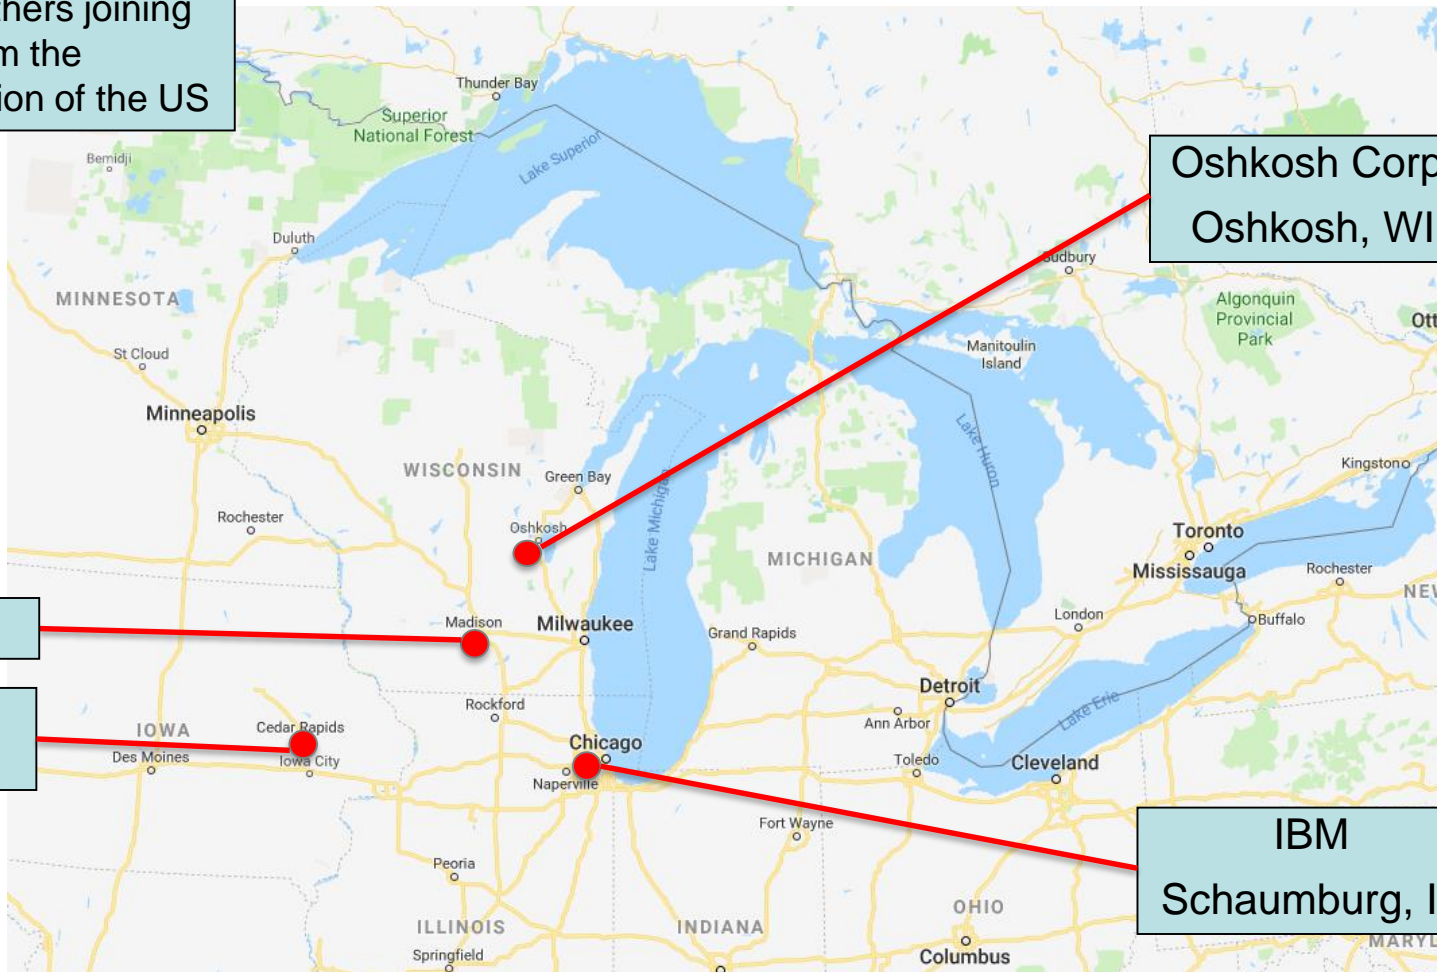 thers joining
m the
ion of the US
Thunder Bay
Superior
National Forest
Lake Superior
Bemidji
Oshkosh Corp
Oshkosh, WI
Duluth
Sudbury
MINNESOTA
Algonquin
Provincial
Park
Ott
St Cloud
Manitoulin
Island
Minneapolis
Lake Huron
WISCONSIN
Green Bay
Lake Michigan
Kingston
Rochester
Oshkosh
Toronto
MICHIGAN
Mississauga
Rochester
NEW
Madison
Milwaukee
Grand Rapids
London
Buffalo
Detroit
Lake Erie
Rockford
Ann Arbor
IOWA
Cedar Rapids
Des Moines
Iowa City
Chicago
Naperville
Toledo
Cleveland
Fort Wayne
IBM
Schaumburg, I
Peoria
OHIO
ILLINOIS
INDIANA
MARYL
Springfield
Columbus